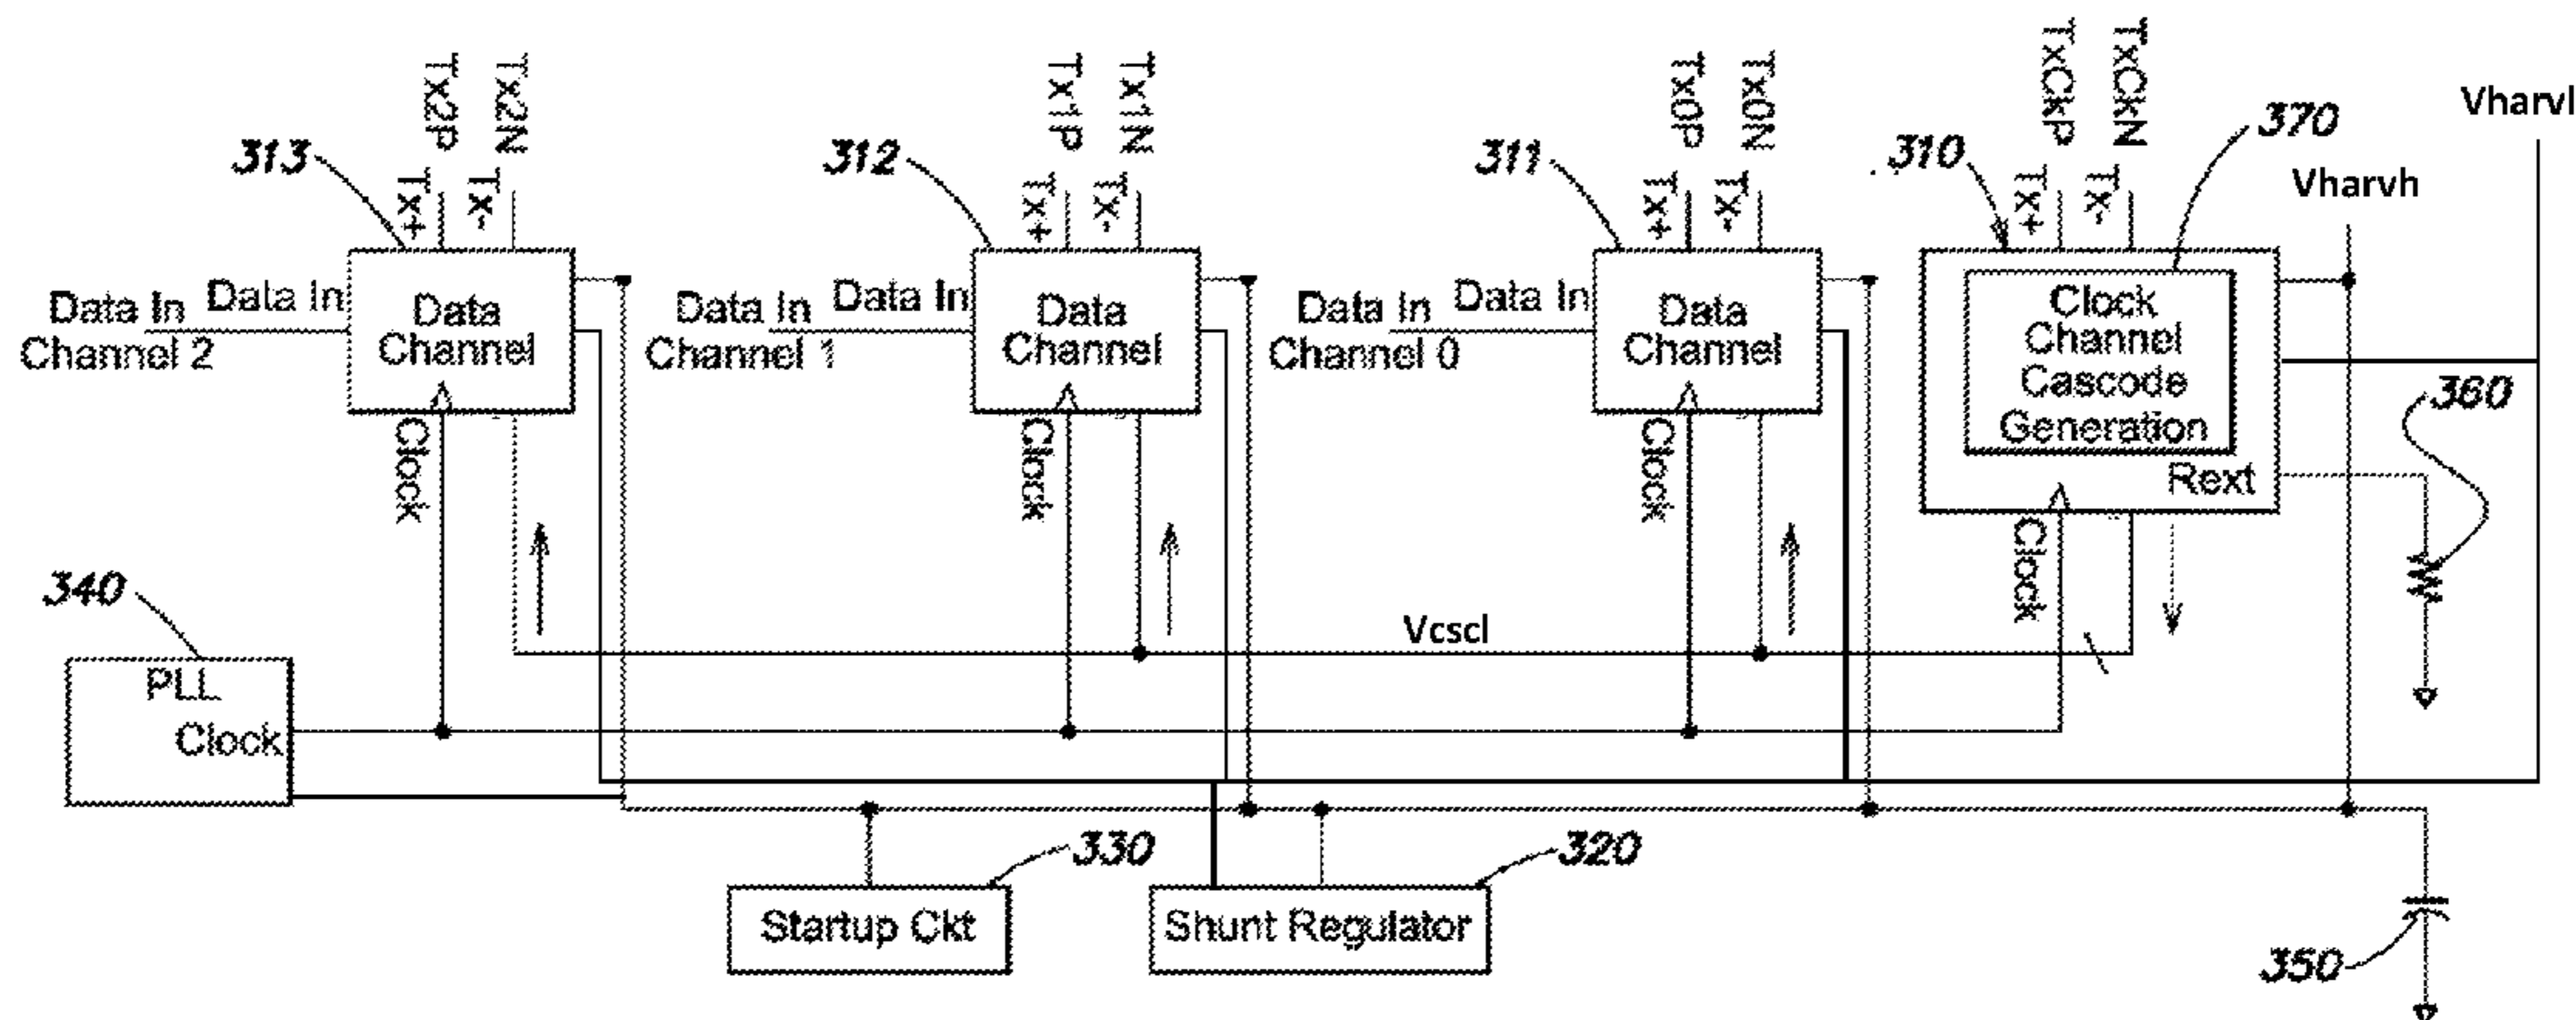 Tx2P
Tx2N
Tx1P
Tx1N
Tx0P
Tx0N
TxCkP
TxCkN
Vharvl
Vharvh
313
312
311
310
370
Tx+
Tx-
Tx+
Tx-
Tx+
Tx-
Tx+
Tx-
Data In
Channel 2
Data In
Data
Channel
Data In
Channel 1
Data In
Data
Channel
Data In
Channel 0
Data In
Data
Channel
Clock
Channel
Cascode
Generation
Rext
360
Clock
Clock
Clock
Clock
340
PLL
Clock
Vcscl
330
Startup Ckt
320
Shunt Regulator
350